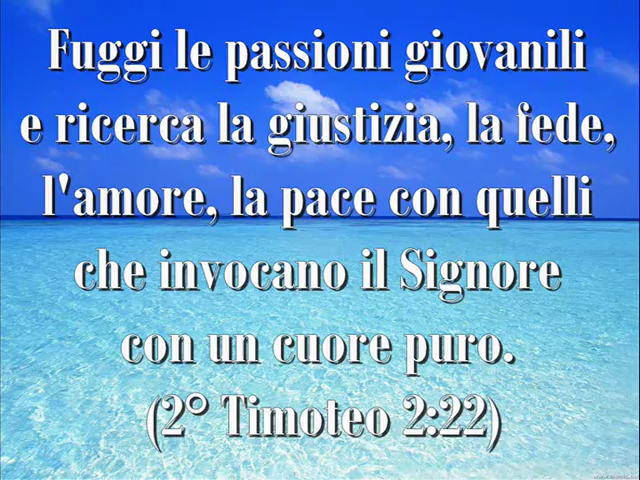 Fuggi le passioni giovanili
e ricerca la giustizia, la fede,
l'amore, la pace con quelli
che invocano il Signore
con un cuore puro.
(2° Timoteo 2:22)